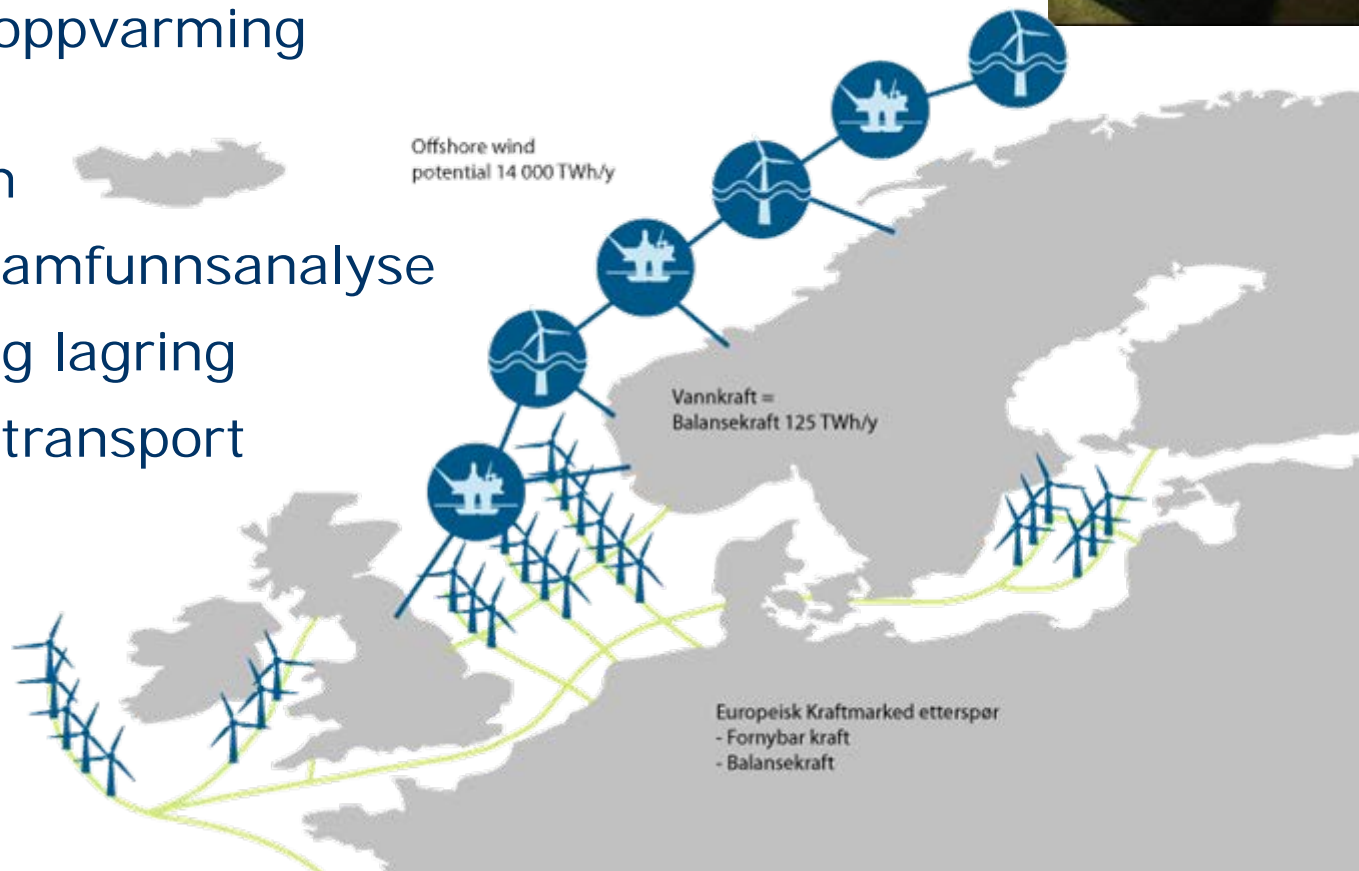 oppvarming
n
amfunnsanalyse
g lagring
transport
Offshore wind
potential 14 000 TWh/y
Vannkraft =
Balansekraft 125 TWh/y
Europeisk Kraftmarked etterspør
- Fornybar kraft
- Balansekraft